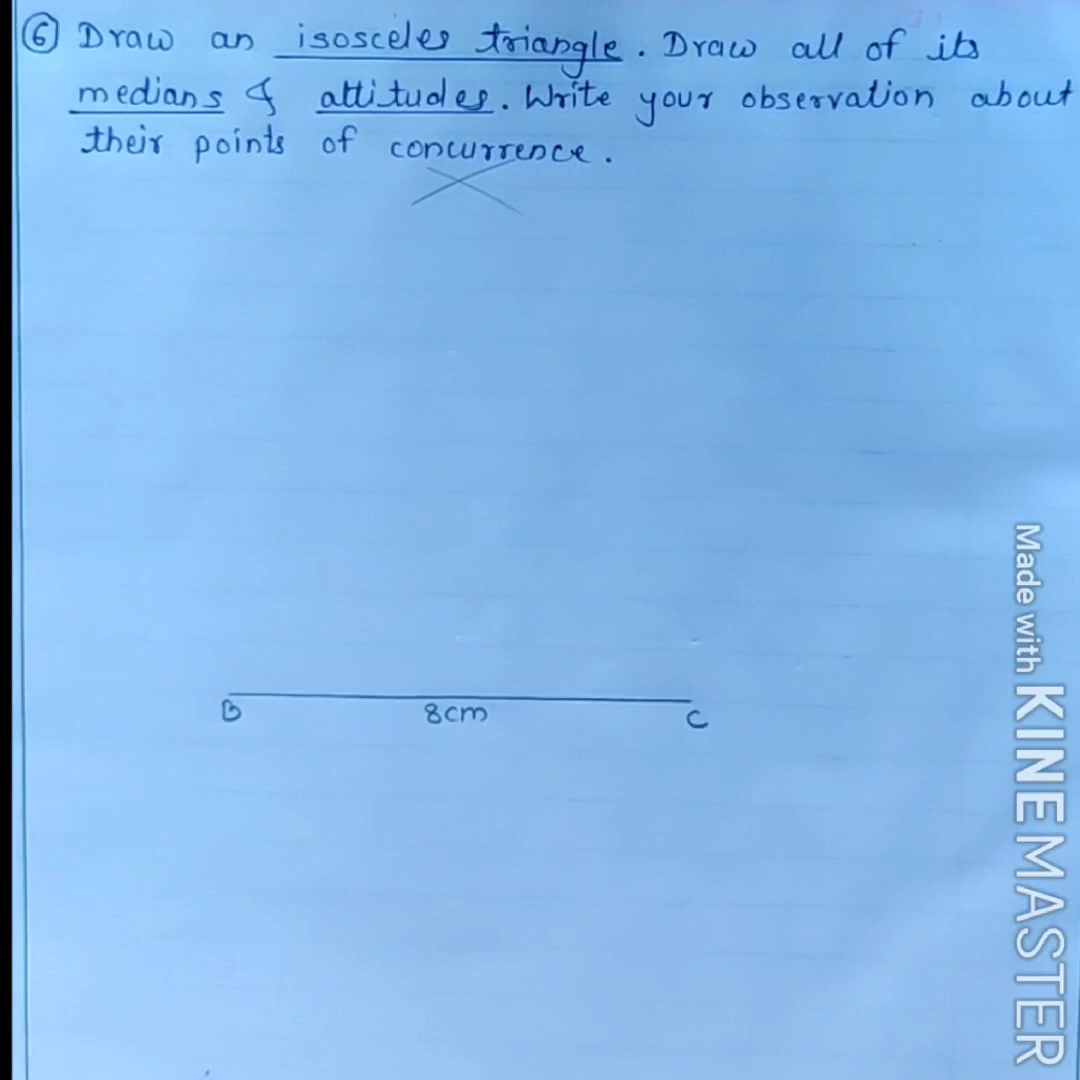 6 Draw an isosceles triangle. Draw all of its
medians & attitudes. Write your observation about
their points of concurrence.
B 8cm C
Made with KINEMASTER